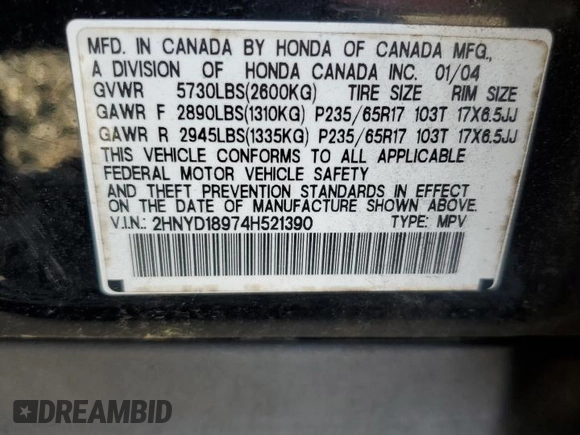 MFD. IN CANADA BY HONDA OF CANADA MFG.,
A DIVISION OF HONDA CANADA INC. 01/04
GVWR 5730LBS(2600KG) TIRE SIZE RIM SIZE
GAWR F 2890LBS(1310KG) P235/65R17 103T 17X6.5JJ
GAWR R 2945LBS(1335KG) P235/65R17 103T 17X6.5JJ
THIS VEHICLE CONFORMS TO ALL APPLICABLE
FEDERAL MOTOR VEHICLE SAFETY
AND THEFT PREVENTION STANDARDS IN EFFECT
ON THE DATE OF MANUFACTURE SHOWN ABOVE.
V.I.N.: 2HNYD18974H521390 TYPE: MPV
DREAMBID